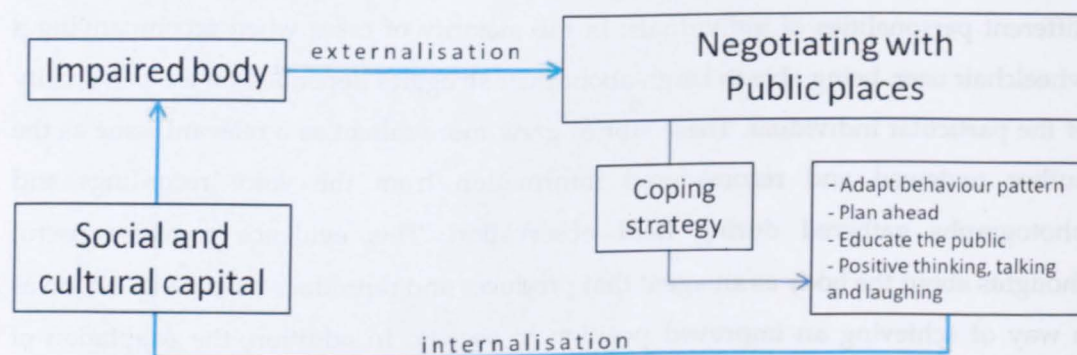 externalisation
Impaired body
Negotiating with
Public places
Coping
strategy
- Adapt behaviour pattern
- Plan ahead
- Educate the public
- Positive thinking, talking
and laughing
Social and
cultural capital
internalisation